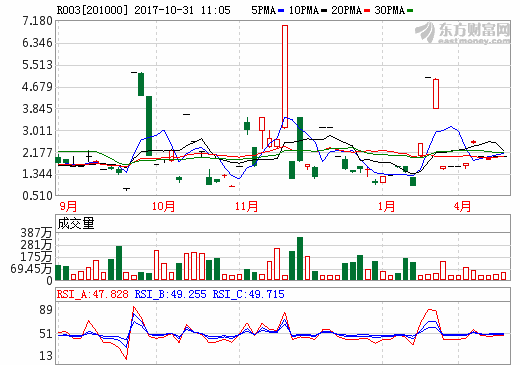 R003[201000] 2017-10-31 11:05 5PMA 10PMA 20PMA 30PMA
东方财富网
eastmoney.com
7.180
6.346
5.513
4.679
3.845
3.011
2.177
1.344
0.510
9月 10月 11月 1月 4月
成交量
387万
281万
175万
69.45万
0
RSI_A:47.828 RSI_B:49.255 RSI_C:49.715
89
51
13